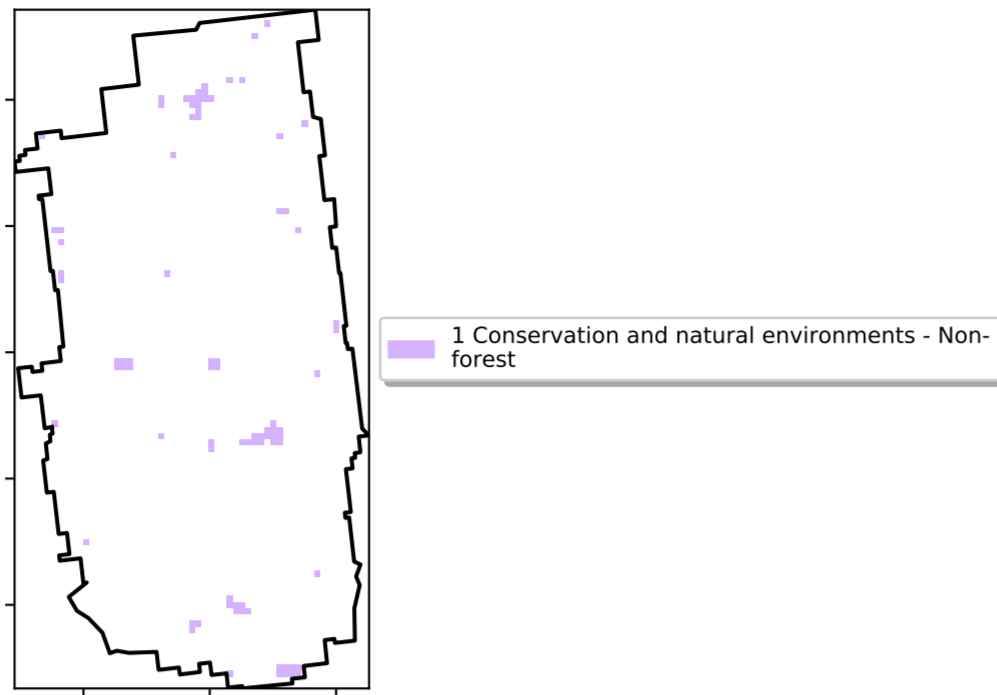 1 Conservation and natural environments - Non-
forest